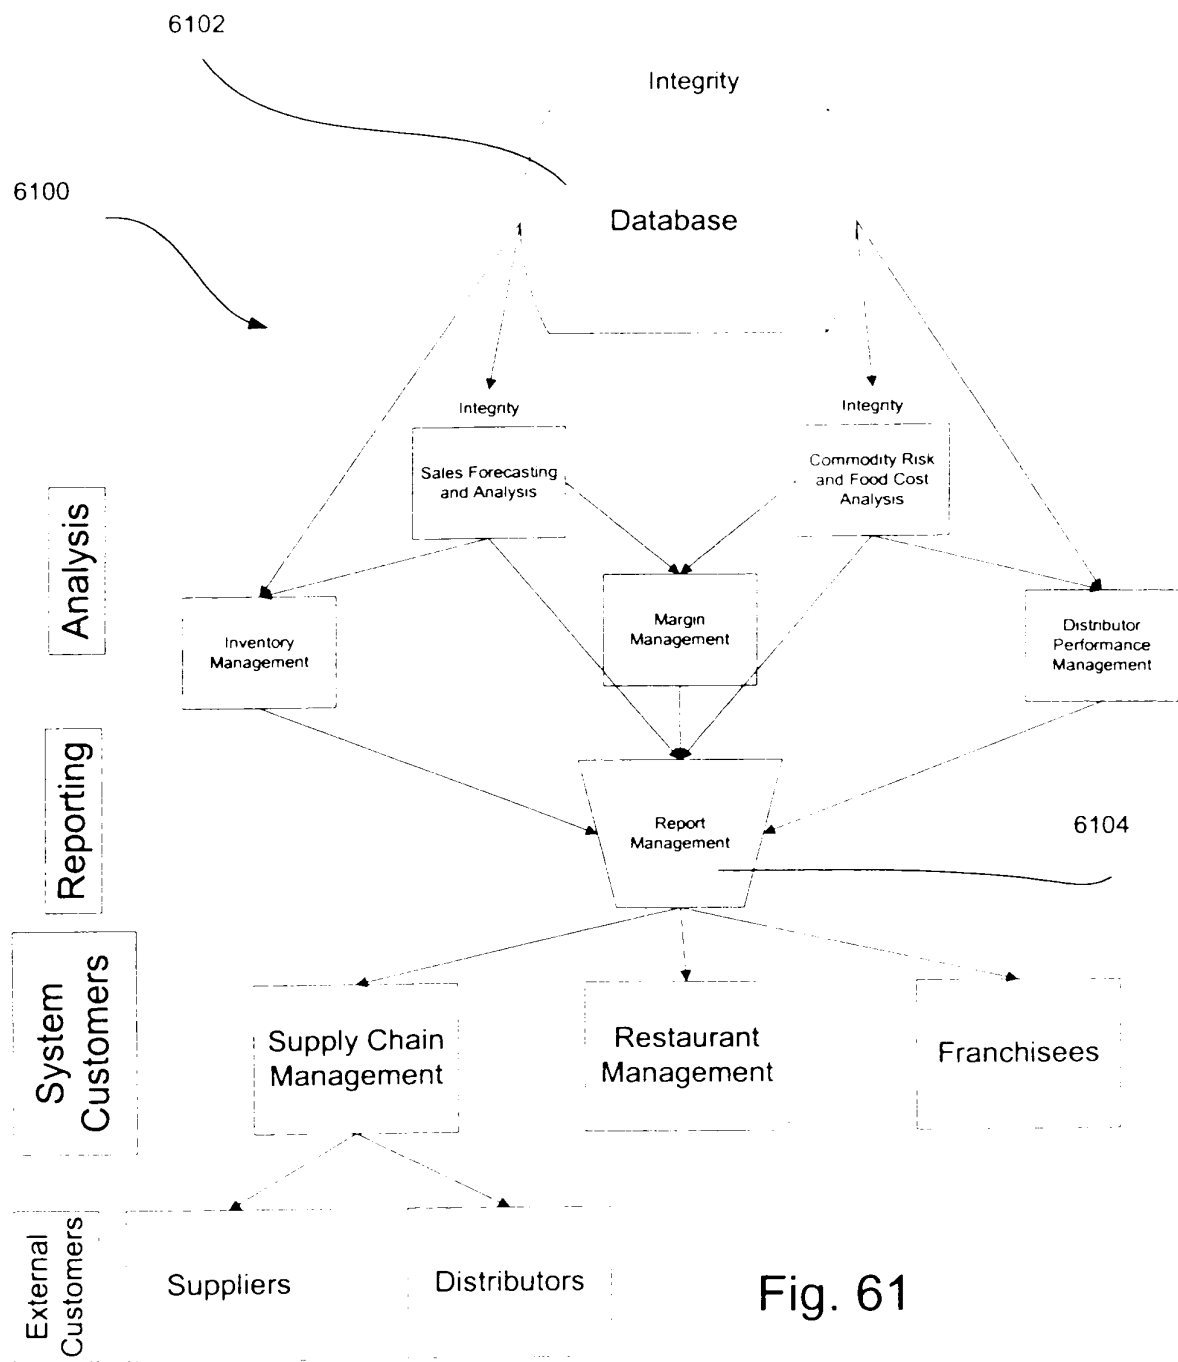 6102
Integrity
6100
Database
Integrity
Integrity
Sales Forecasting
and Analysis
Commodity Risk
and Food Cost
Analysis
Analysis
Inventory
Management
Margin
Management
Distributor
Performance
Management
Reporting
Report
Management
6104
System
Customers
Supply Chain
Management
Restaurant
Management
Franchisees
External
Customers
Suppliers
Distributors
Fig. 61